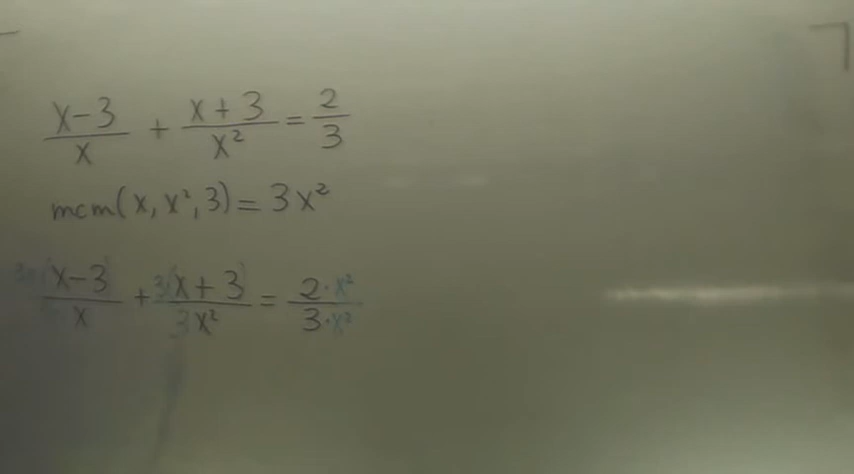 x-3/x + x+3/x² = 2/3
mcm(x, x², 3) = 3x²
(x-3)/x + 3(x+3)/3x² = 2·x²/3·x²